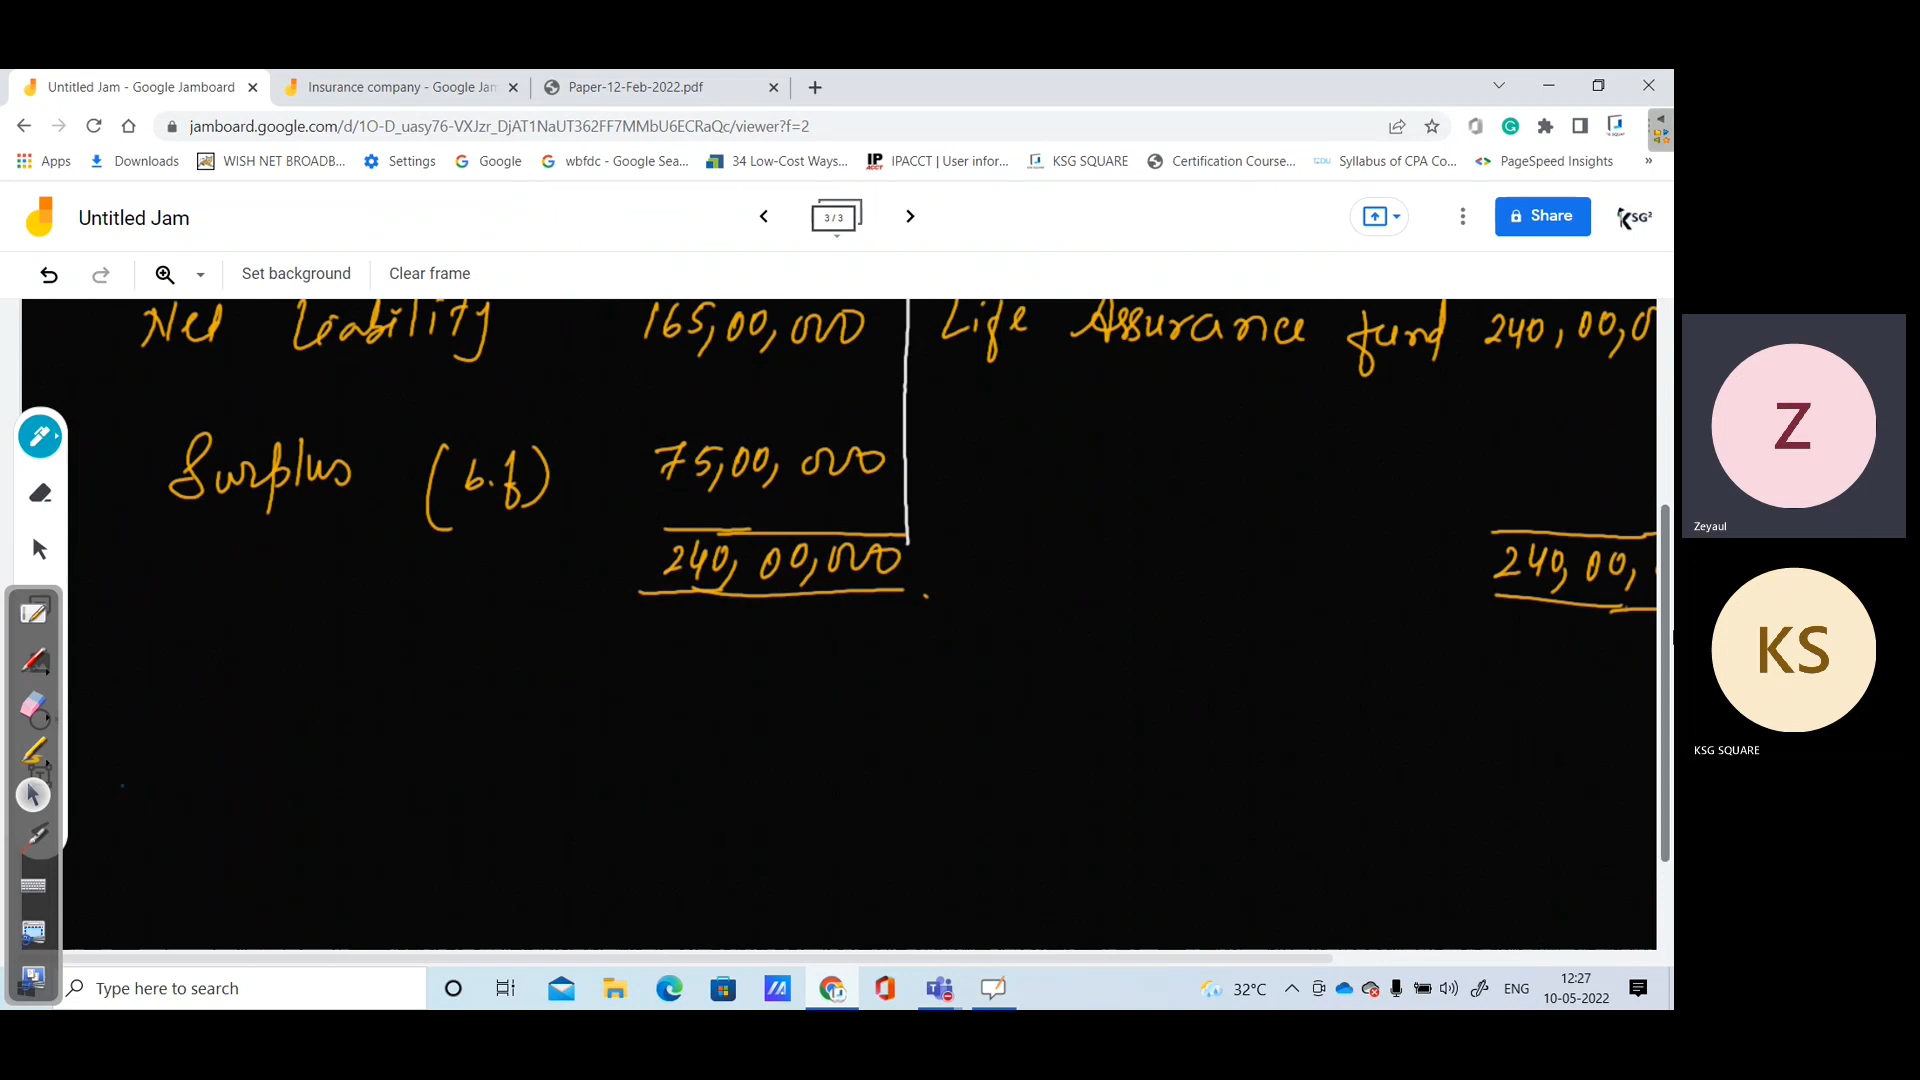 Untitled Jam - Google Jamboard
Insurance company - Google Jan
Paper-12-Feb-2022.pdf
jamboard.google.com/d/1O-D_uasy76-VXJzr_DjAT1NaUT362FF7MMbU6ECRaQc/viewer?f=2
Apps Downloads WISH NET BROADB... Settings Google wbfdc - Google Sea... 34 Low-Cost Ways... IPACCT | User infor... KSG SQUARE Certification Course... Syllabus of CPA Co... PageSpeed Insights »
Untitled Jam
3 / 3
Share
KSG²
Set background Clear frame
Net Liability 165,00,000 Life Assurance fund 240,00,0
Surplus (b.f) 75,00,000
240,00,000 240,00,
Z
Zeyaul
KS
KSG SQUARE
Type here to search
32°C
ENG
12:27
10-05-2022